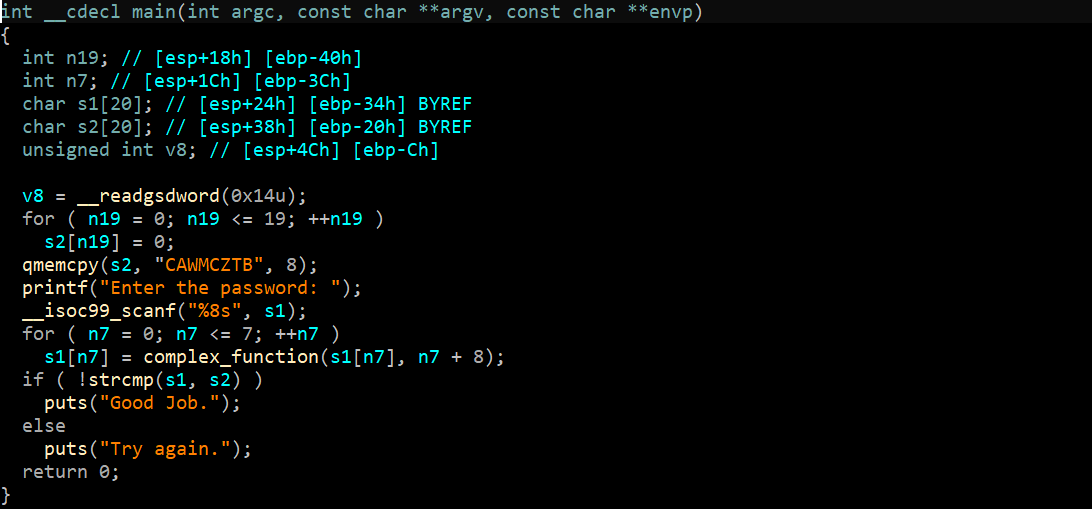 int __cdecl main(int argc, const char **argv, const char **envp)
{
  int n19; // [esp+18h] [ebp-40h]
  int n7; // [esp+1Ch] [ebp-3Ch]
  char s1[20]; // [esp+24h] [ebp-34h] BYREF
  char s2[20]; // [esp+38h] [ebp-20h] BYREF
  unsigned int v8; // [esp+4Ch] [ebp-Ch]

  v8 = __readgsdword(0x14u);
  for ( n19 = 0; n19 <= 19; ++n19 )
    s2[n19] = 0;
  qmemcpy(s2, "CAWMCZTB", 8);
  printf("Enter the password: ");
  __isoc99_scanf("%8s", s1);
  for ( n7 = 0; n7 <= 7; ++n7 )
    s1[n7] = complex_function(s1[n7], n7 + 8);
  if ( !strcmp(s1, s2) )
    puts("Good Job.");
  else
    puts("Try again.");
  return 0;
}